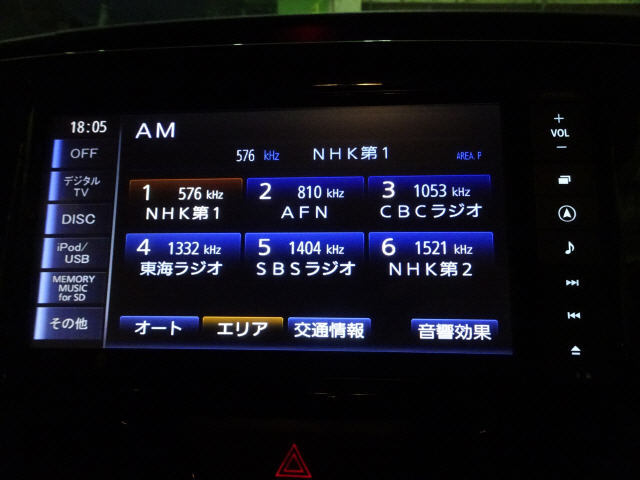 18:05
AM
576 kHz NHK第1 AREA P
OFF
デジタル
TV
DISC
iPod/
USB
MEMORY
MUSIC
for SD
その他
1 576 kHz
NHK第1
2 810 kHz
AFN
3 1053 kHz
CBCラジオ
4 1332 kHz
東海ラジオ
5 1404 kHz
SBSラジオ
6 1521 kHz
NHK第2
オート
エリア
交通情報
音響効果
+
VOL
−